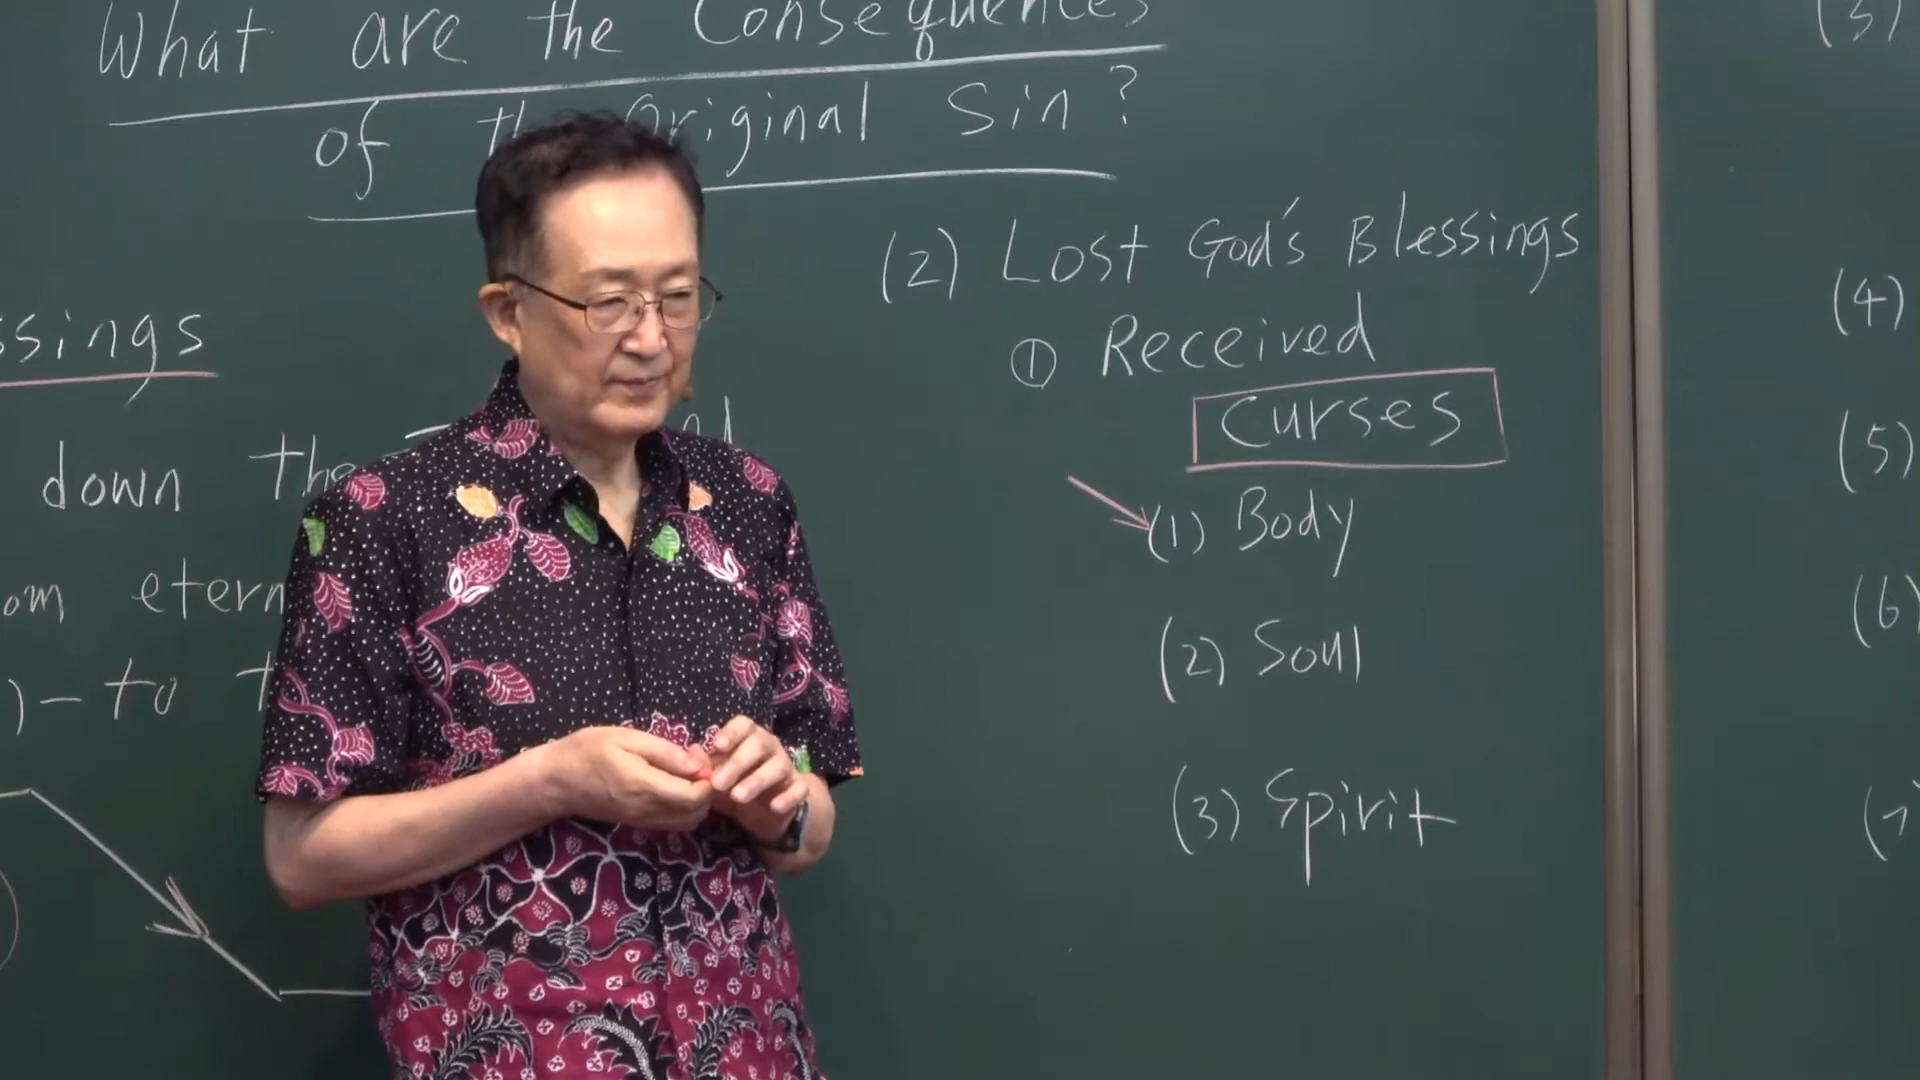 What are the Consequences
of the Original Sin?
ssings
down the
om eter
) - to
(2) Lost God's Blessings
① Received
Curses
(1) Body
(2) Soul
(3) Spirit
(3)
(4)
(5)
(6)